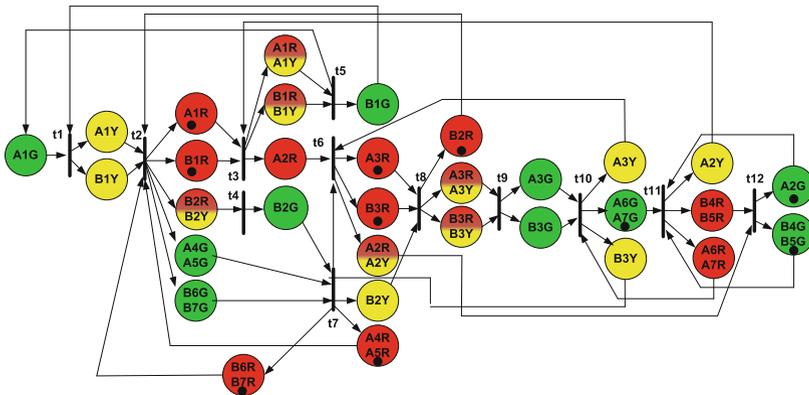 A1G
t1
A1Y
B1Y
t2
A1R
B1R
B2R
B2Y
A4G
A5G
B6G
B7G
B6R
B7R
t3
t4
A1R
A1Y
B1R
B1Y
A2R
B2G
t5
t6
t7
B1G
A3R
B3R
A2R
A2Y
B2Y
A4R
A5R
t8
B2R
A3R
A3Y
B3R
B3Y
t9
A3G
B3G
t10
A3Y
A6G
A7G
B3Y
t11
A2Y
B4R
B5R
A6R
A7R
t12
A2G
B4G
B5G